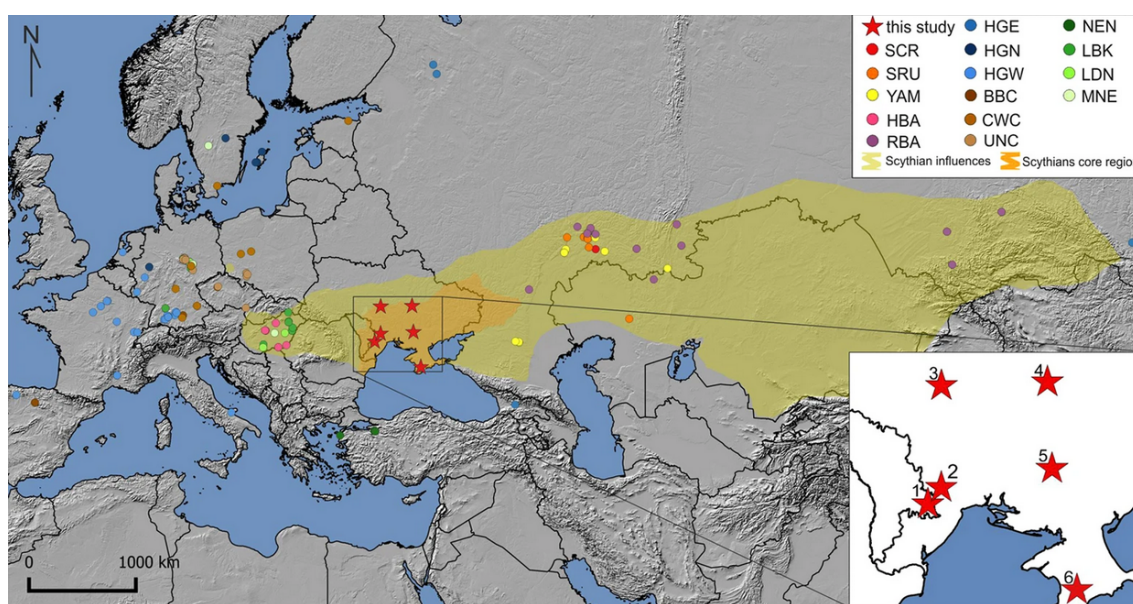 N
this study
HGE
NEN
SCR
HGN
LBK
SRU
HGW
LDN
YAM
BBC
MNE
HBA
CWC
RBA
UNC
Scythian influences
Scythians core region
3
4
5
2
1
6
0
1000 km